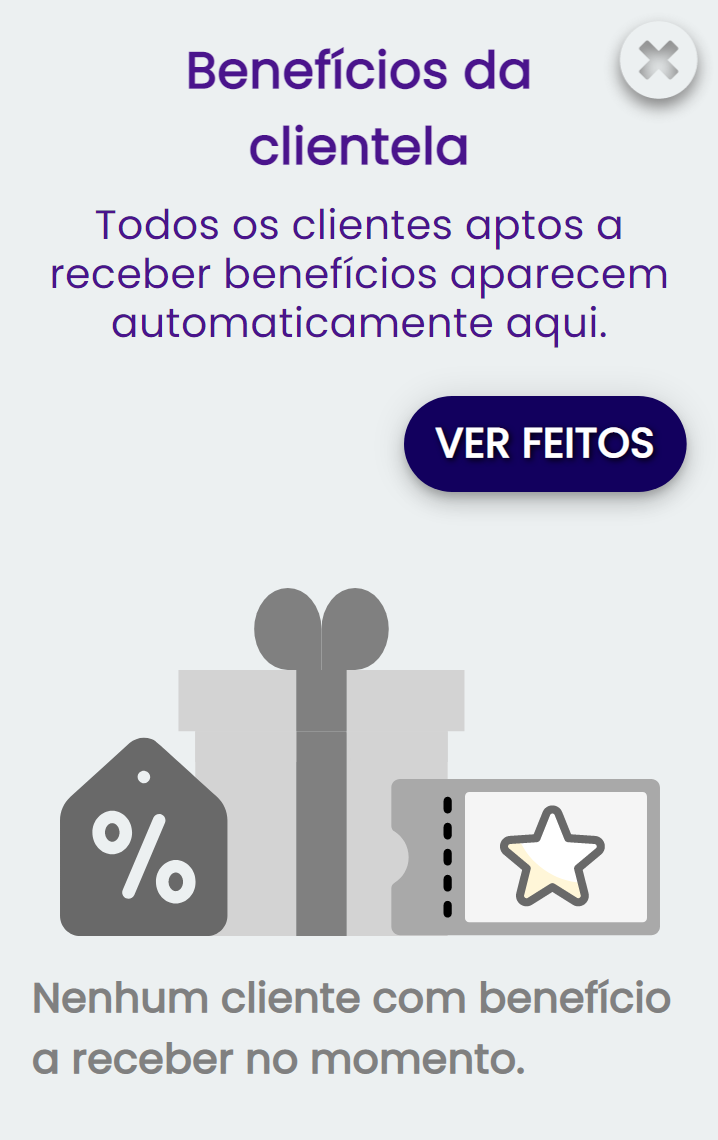 Benefícios da
clientela
Todos os clientes aptos a
receber benefícios aparecem
automaticamente aqui.
VER FEITOS
%
Nenhum cliente com benefício
a receber no momento.